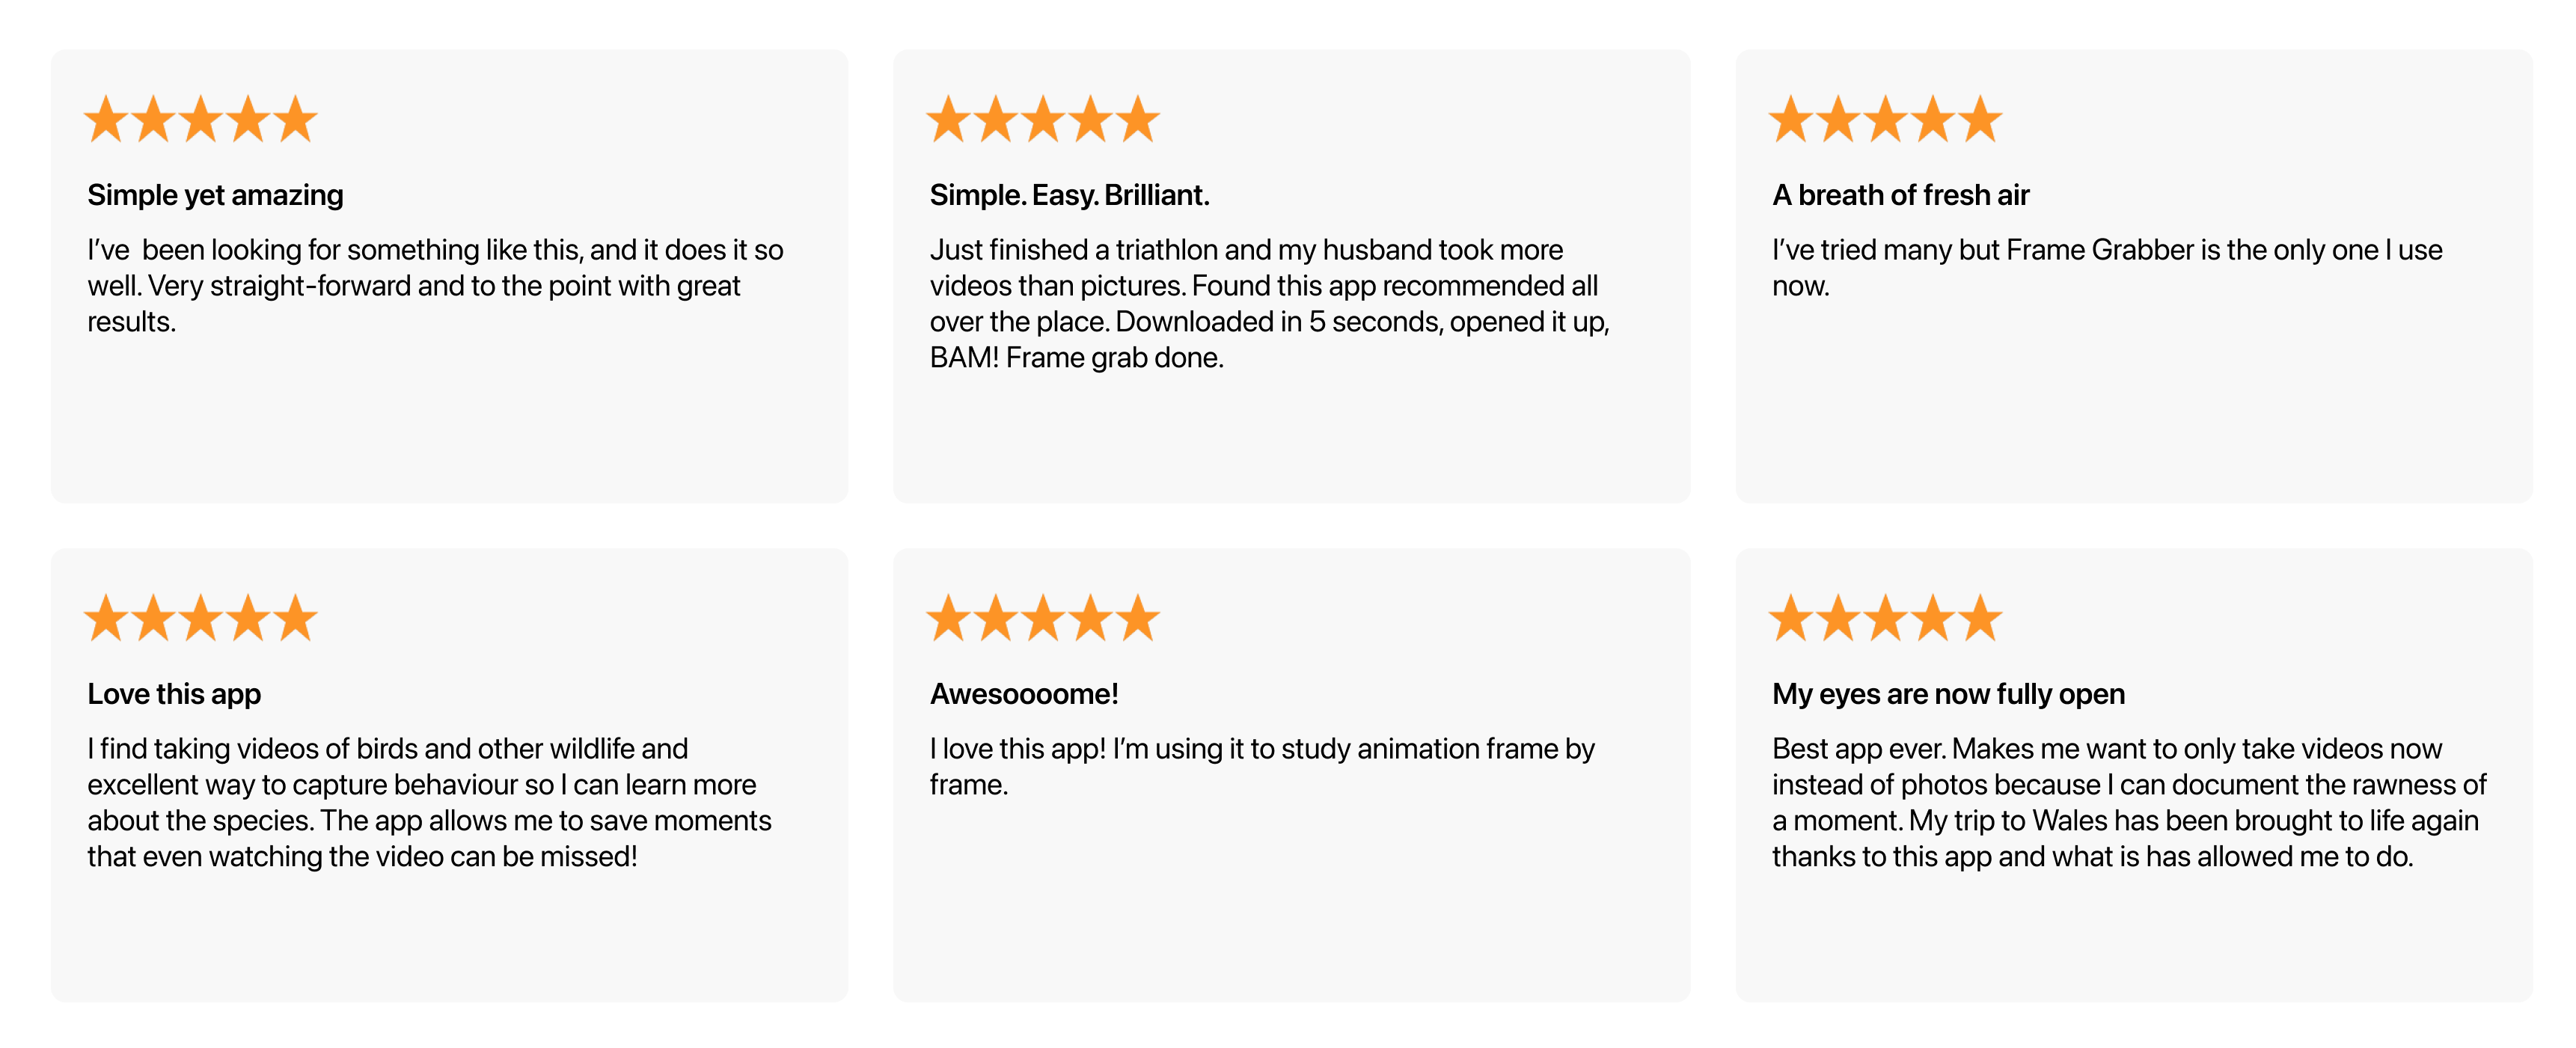 Simple yet amazing
I've  been looking for something like this, and it does it so
well. Very straight-forward and to the point with great
results.
Simple. Easy. Brilliant.
Just finished a triathlon and my husband took more
videos than pictures. Found this app recommended all
over the place. Downloaded in 5 seconds, opened it up,
BAM! Frame grab done.
A breath of fresh air
I've tried many but Frame Grabber is the only one I use
now.
Love this app
I find taking videos of birds and other wildlife and
excellent way to capture behaviour so I can learn more
about the species. The app allows me to save moments
that even watching the video can be missed!
Awesoooome!
I love this app! I'm using it to study animation frame by
frame.
My eyes are now fully open
Best app ever. Makes me want to only take videos now
instead of photos because I can document the rawness of
a moment. My trip to Wales has been brought to life again
thanks to this app and what is has allowed me to do.